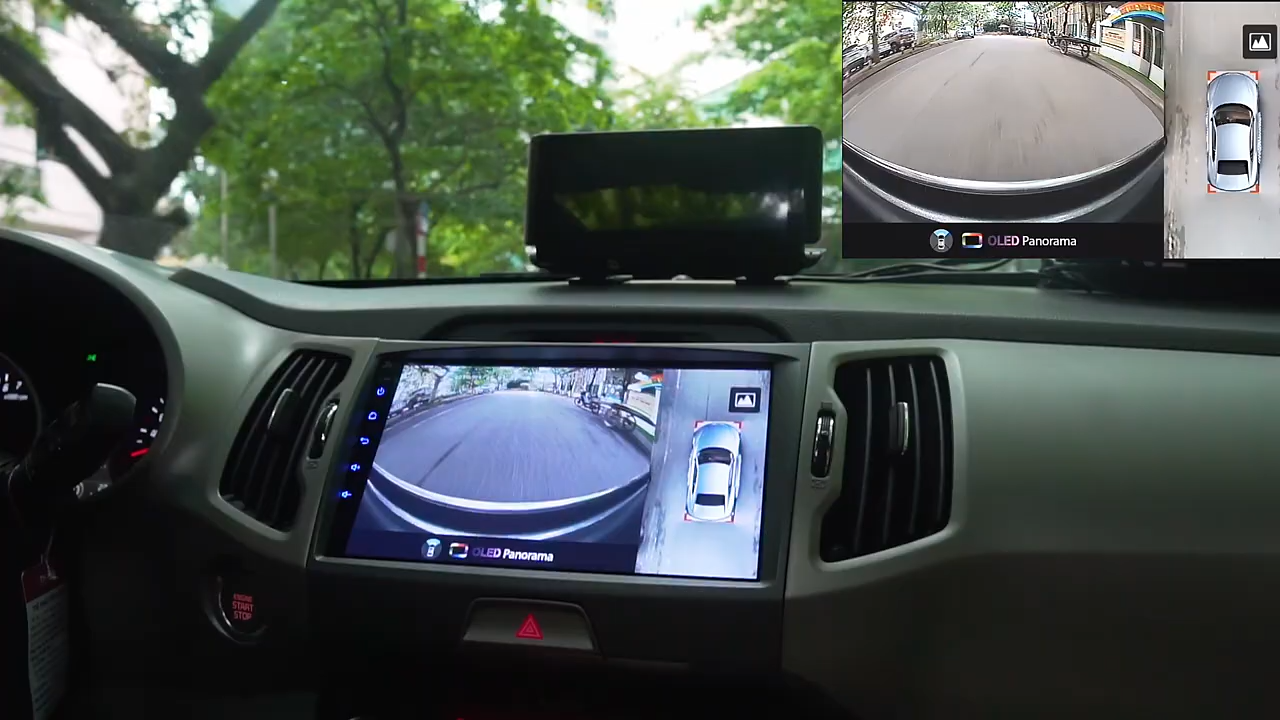 OLED Panorama
OLED Panorama
ENGINE
START
STOP